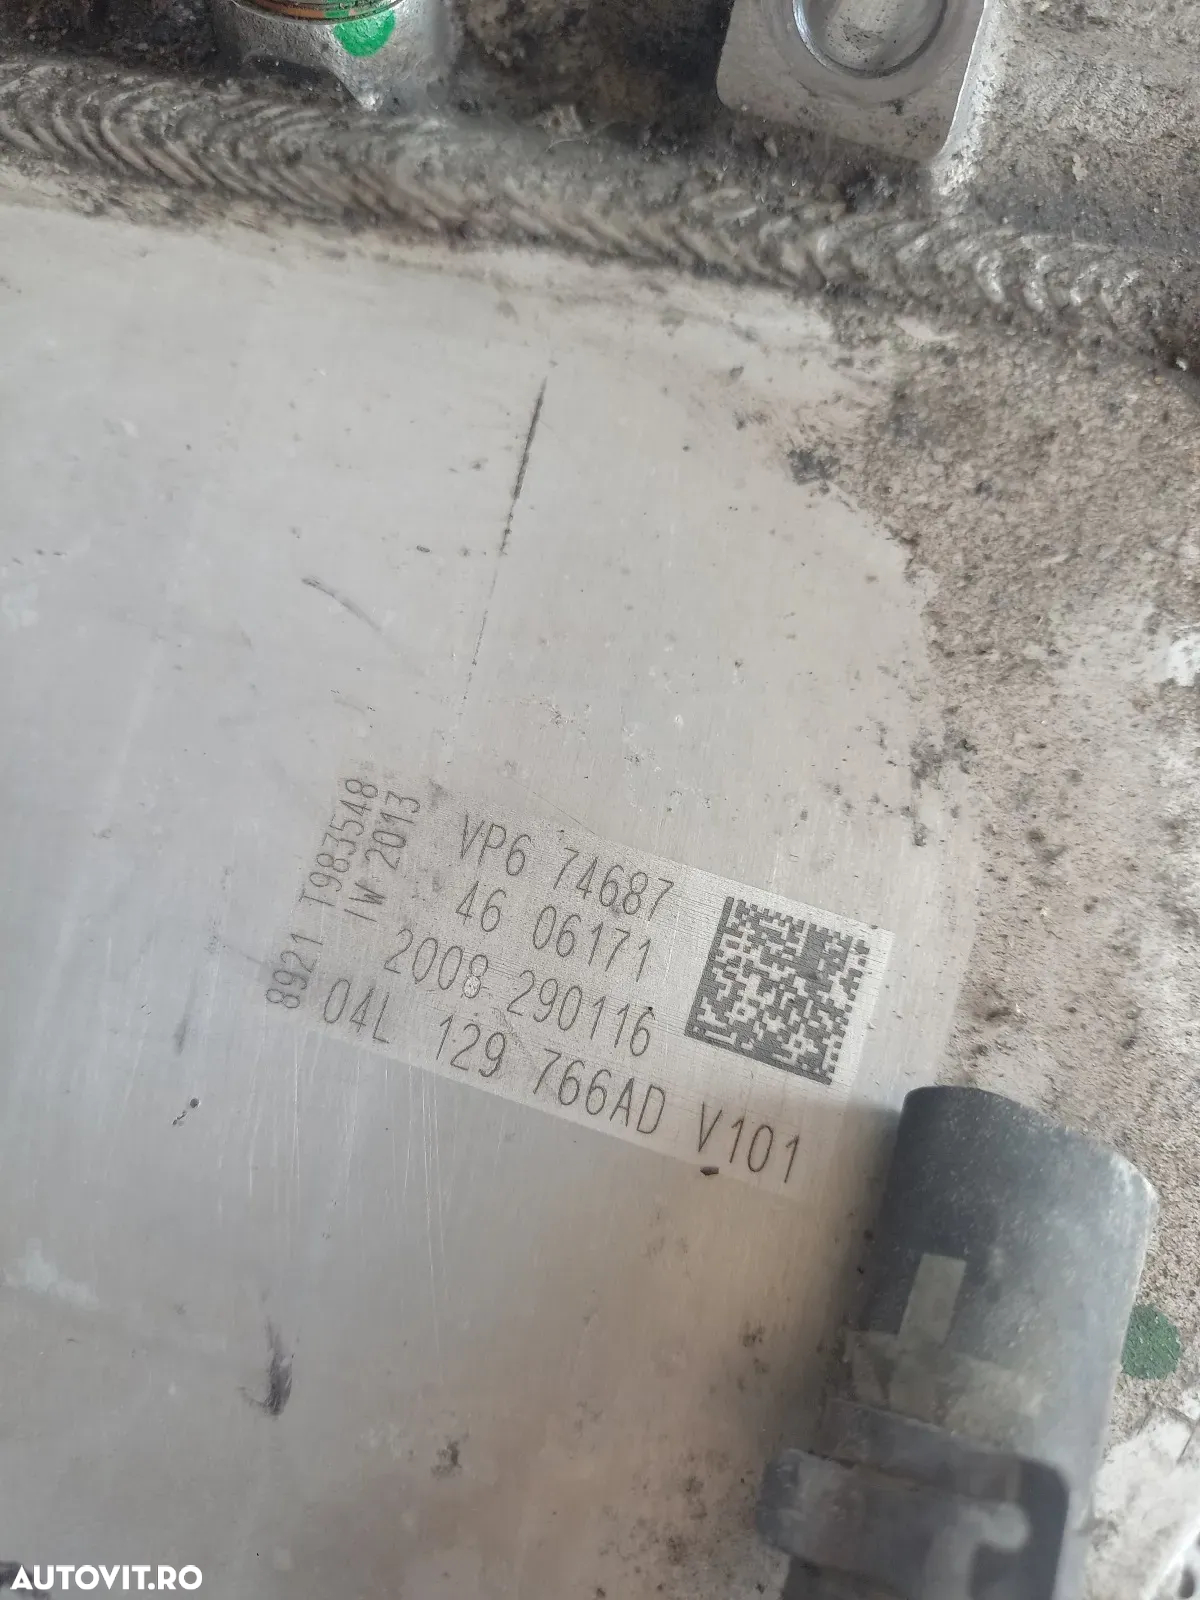 T983548
IW 2013
8921
VP6 74687
46 06171
2008 290116
04L 129 766AD V101
AUTOVIT.RO